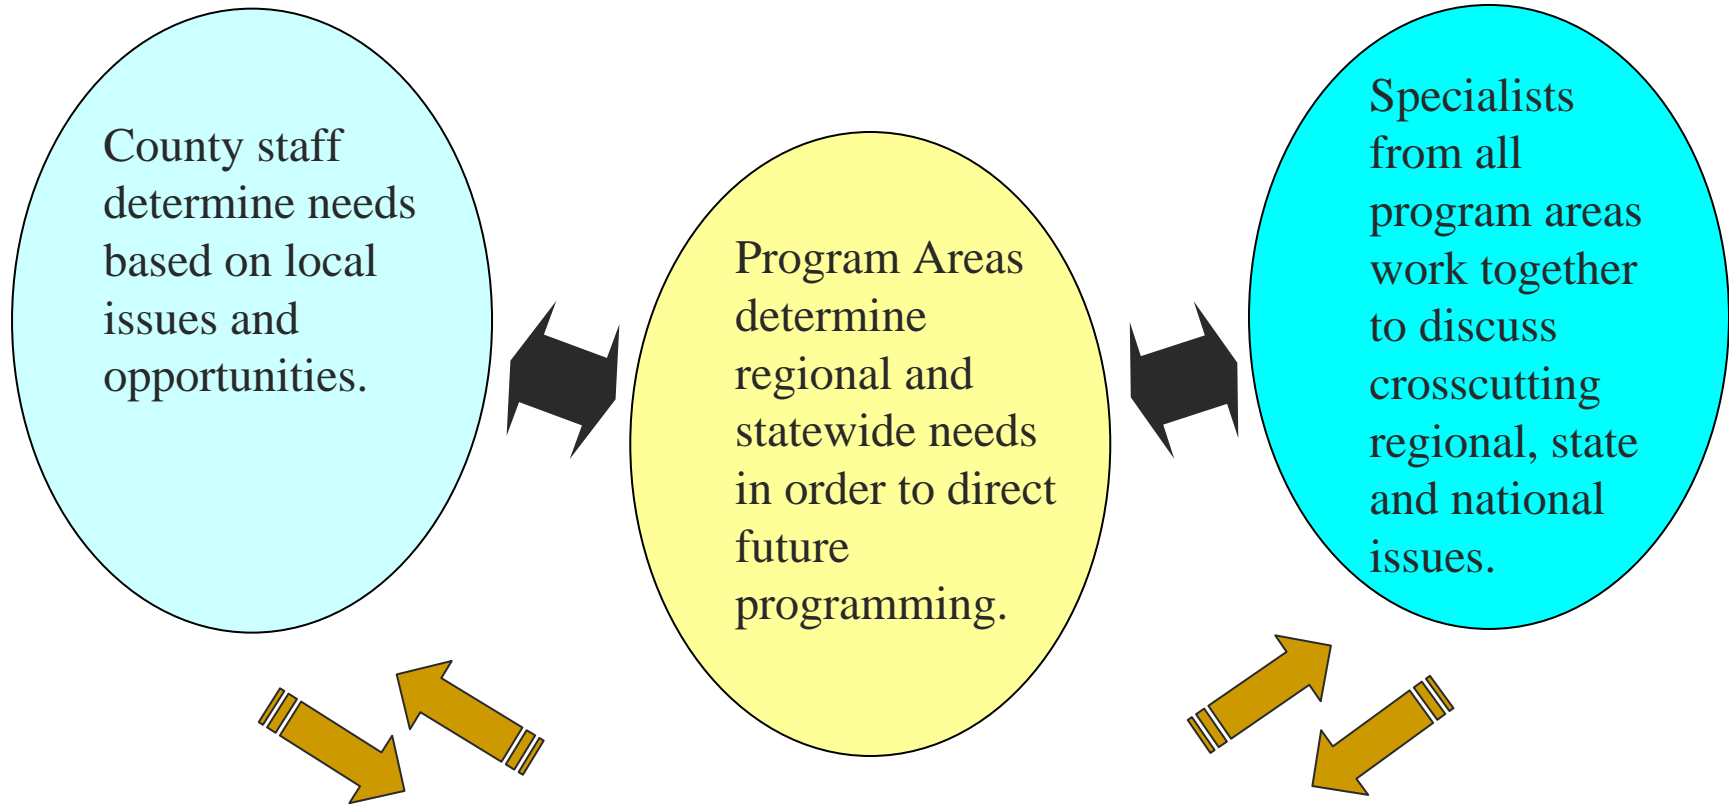 County staff
determine needs
based on local
issues and
opportunities.
Program Areas
determine
regional and
statewide needs
in order to direct
future
programming.
Specialists
from all
program areas
work together
to discuss
crosscutting
regional, state
and national
issues.